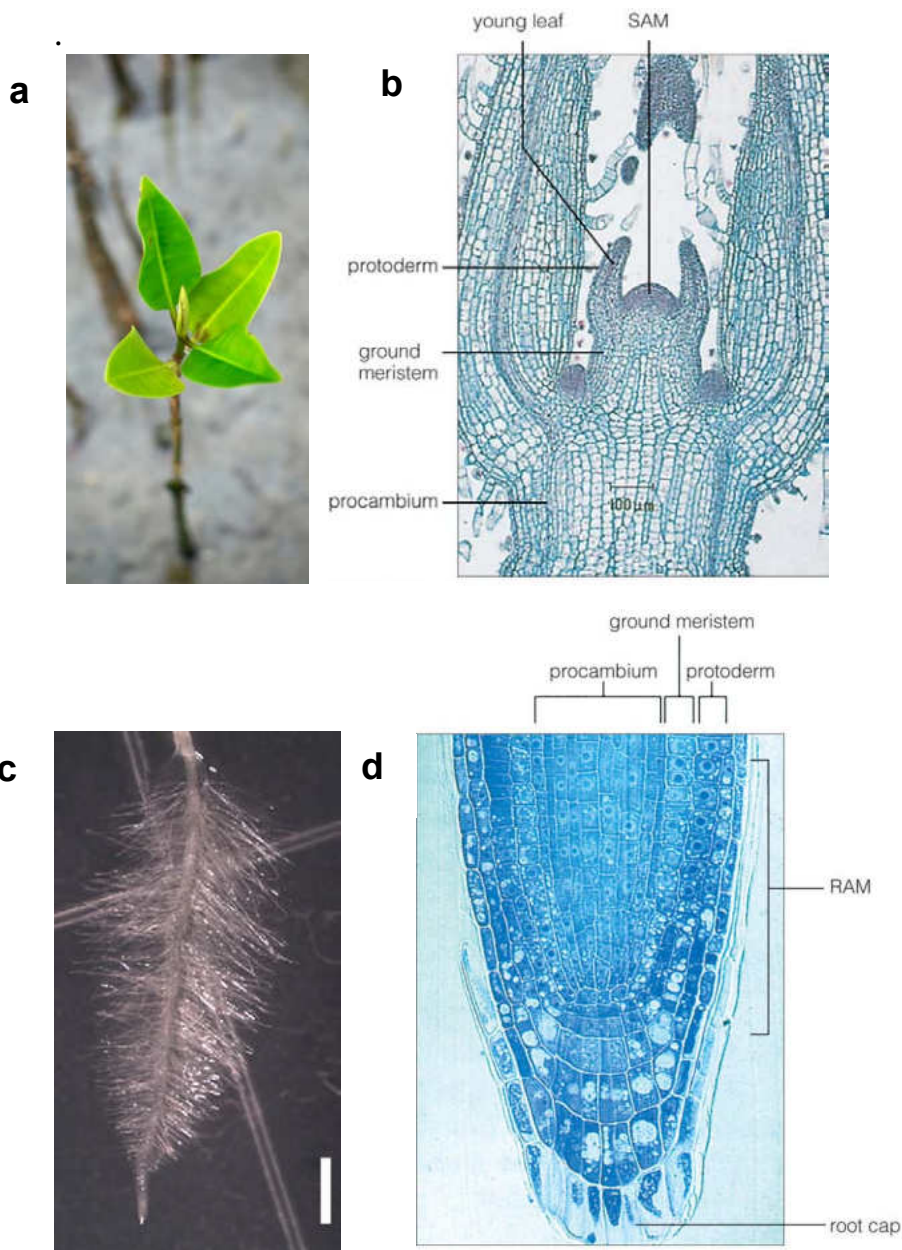 .
a
b
young leaf
SAM
protoderm
ground
meristem
procambium
100 µm
c
d
ground meristem
procambium
protoderm
RAM
root cap